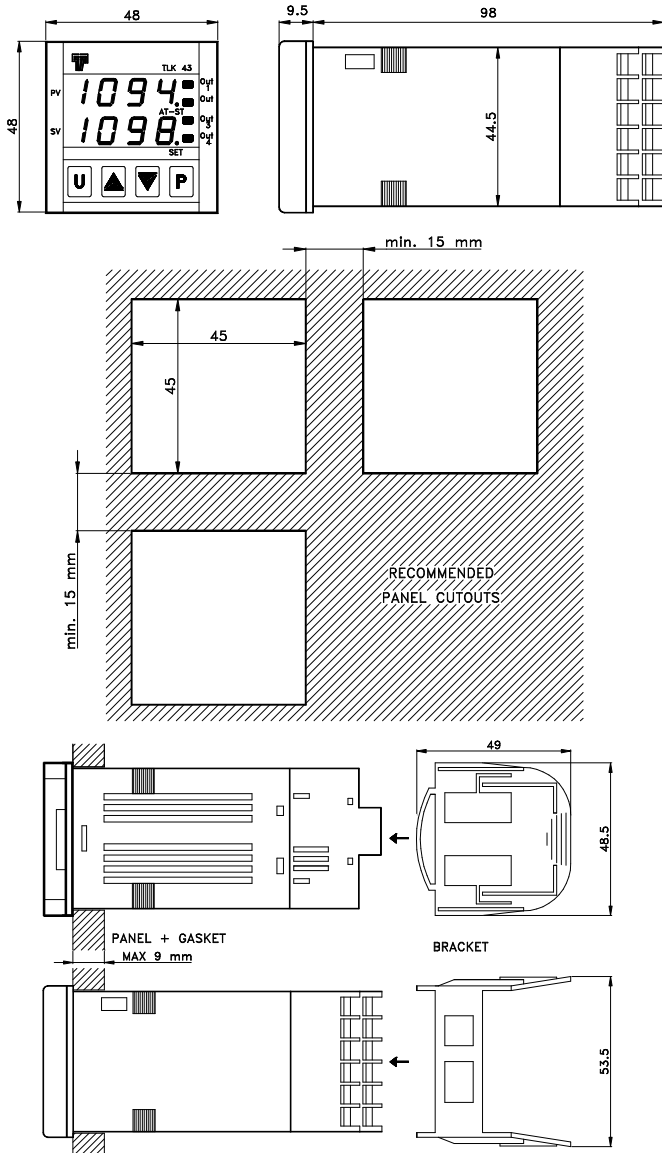 48
9.5
98
48
TLK 43
PV
1094.
Out
1
Out
AT-ST
SV
1098.
Out
3
Out
4
SET
U
P
44.5
min. 15 mm
45
45
min. 15 mm
RECOMMENDED
PANEL CUTOUTS
49
48.5
PANEL + GASKET
MAX 9 mm
BRACKET
53.5